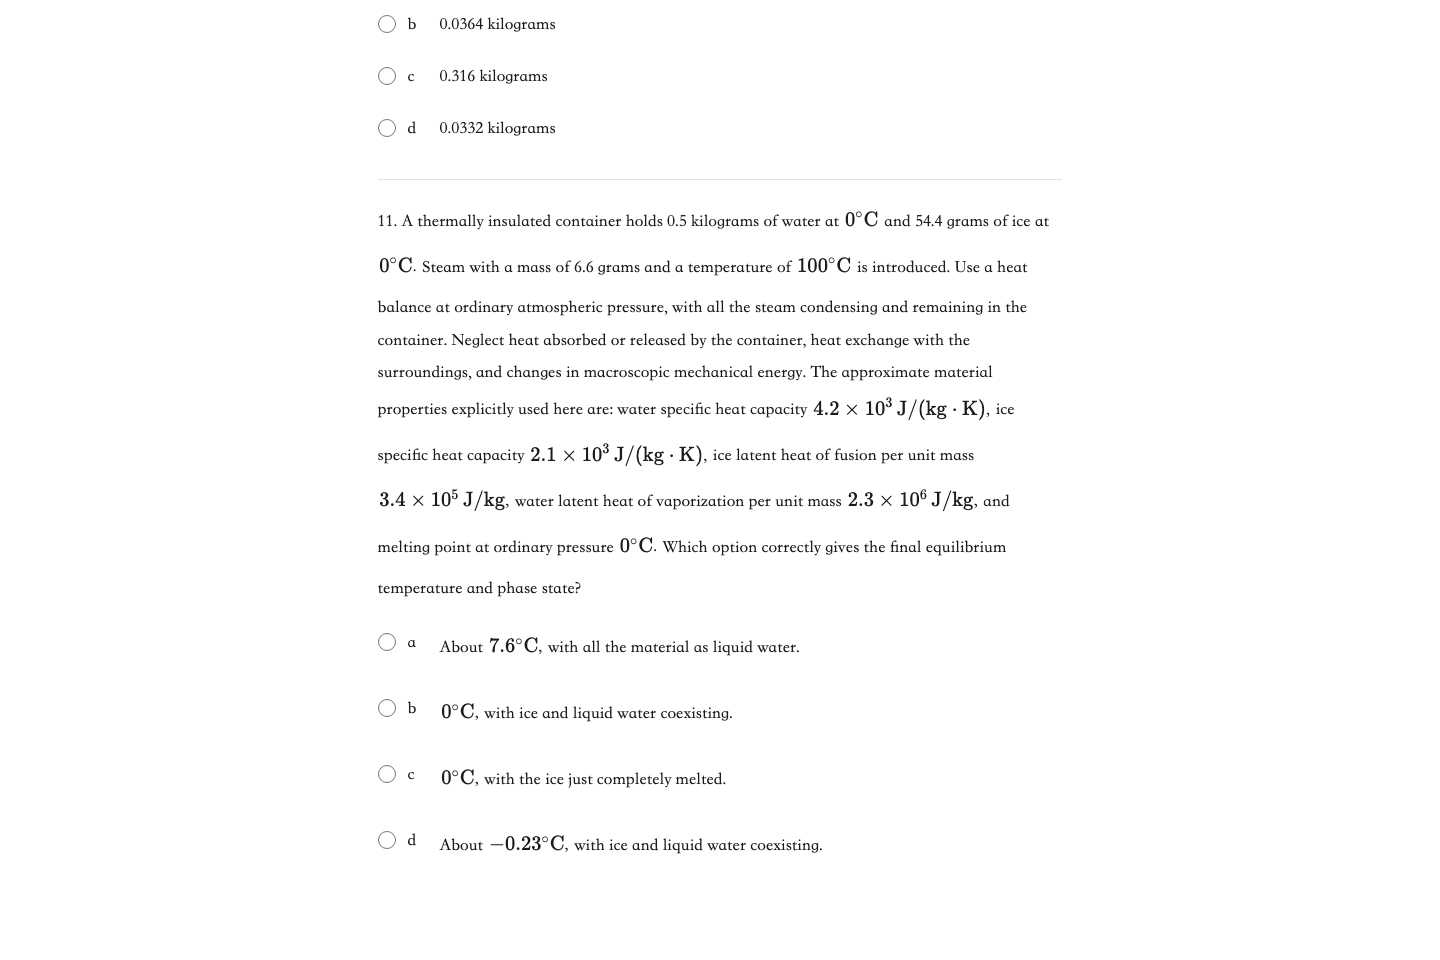 b 0.0364 kilograms
c 0.316 kilograms
d 0.0332 kilograms
11. A thermally insulated container holds 0.5 kilograms of water at 0°C and 54.4 grams of ice at
0°C. Steam with a mass of 6.6 grams and a temperature of 100°C is introduced. Use a heat
balance at ordinary atmospheric pressure, with all the steam condensing and remaining in the
container. Neglect heat absorbed or released by the container, heat exchange with the
surroundings, and changes in macroscopic mechanical energy. The approximate material
properties explicitly used here are: water specific heat capacity 4.2 × 10³ J/(kg · K), ice
specific heat capacity 2.1 × 10³ J/(kg · K), ice latent heat of fusion per unit mass
3.4 × 10⁵ J/kg, water latent heat of vaporization per unit mass 2.3 × 10⁶ J/kg, and
melting point at ordinary pressure 0°C. Which option correctly gives the final equilibrium
temperature and phase state?
a About 7.6°C, with all the material as liquid water.
b 0°C, with ice and liquid water coexisting.
c 0°C, with the ice just completely melted.
d About −0.23°C, with ice and liquid water coexisting.